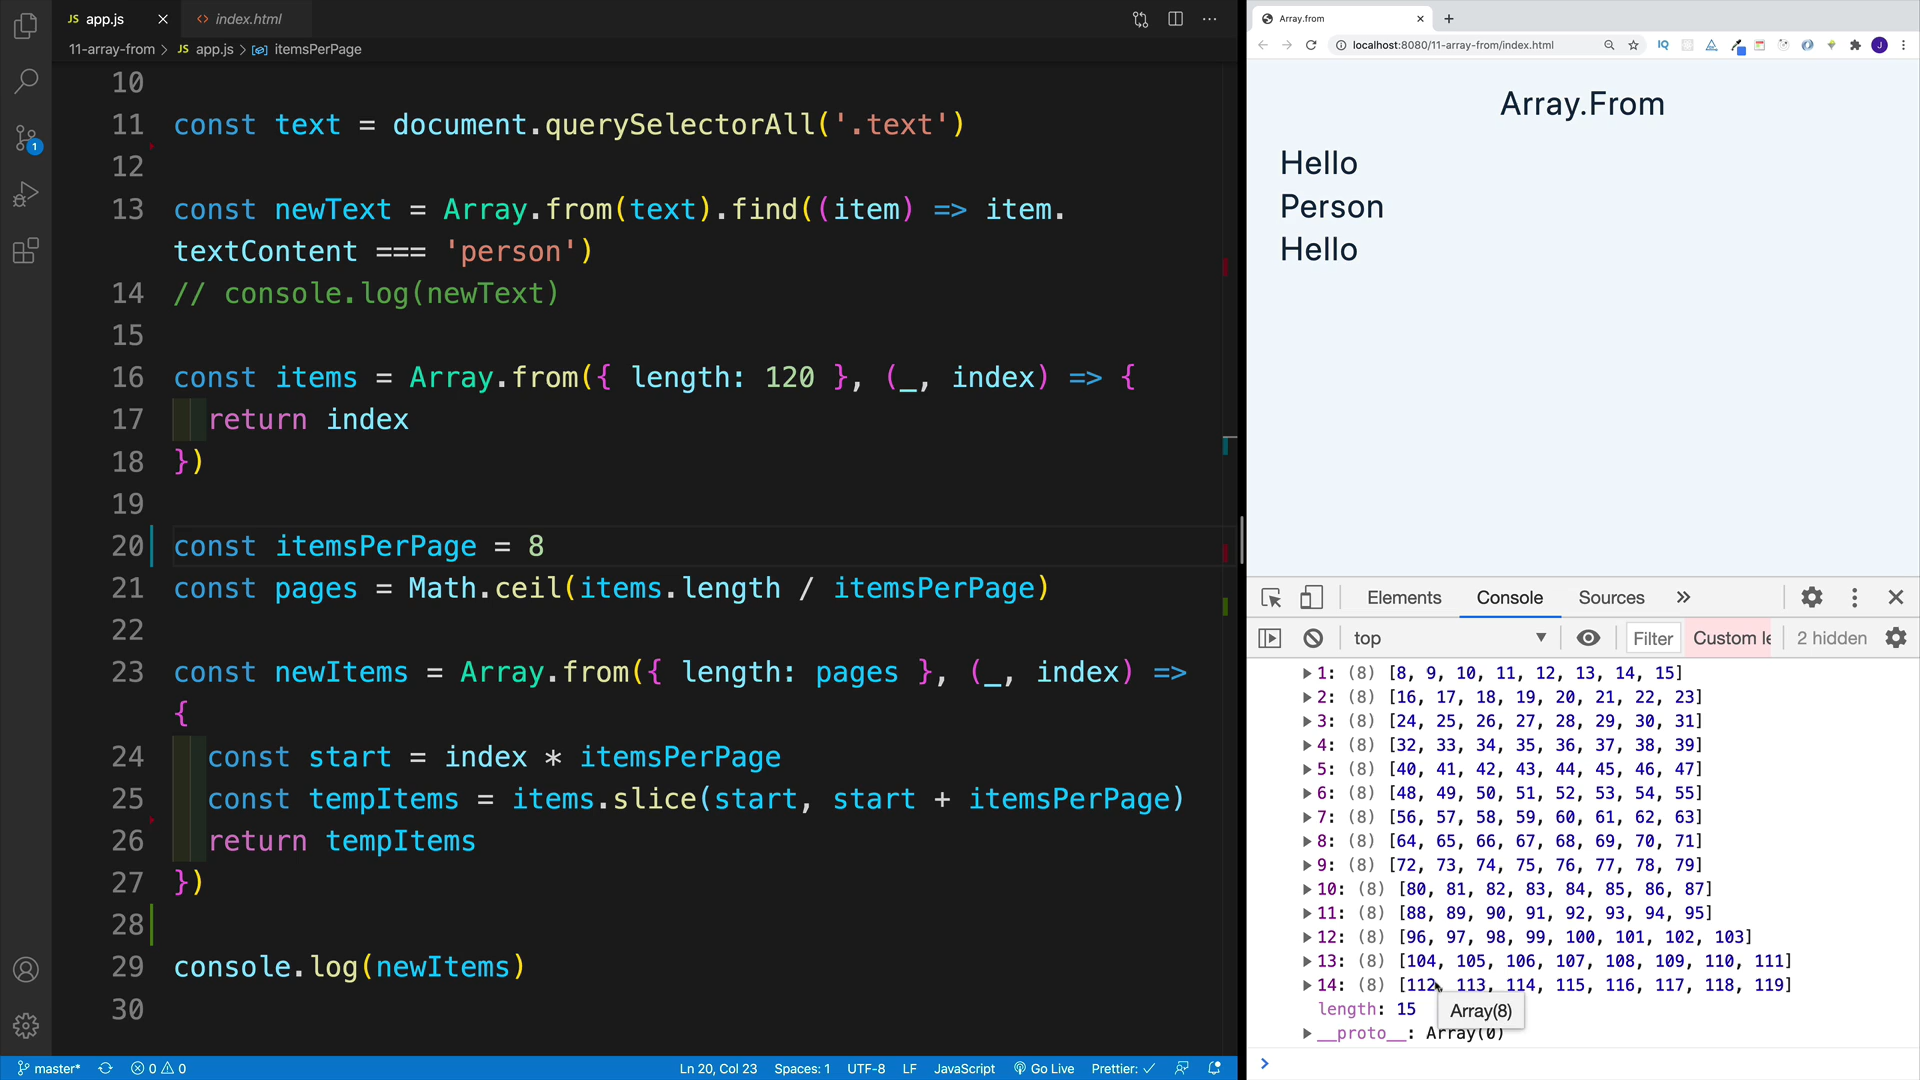 JS app.js
<> index.html
11-array-from > JS app.js > itemsPerPage
10
11 const text = document.querySelectorAll('.text')
12
13 const newText = Array.from(text).find((item) => item.
textContent === 'person')
14 // console.log(newText)
15
16 const items = Array.from({ length: 120 }, (_, index) => {
17 return index
18 })
19
20 const itemsPerPage = 8
21 const pages = Math.ceil(items.length / itemsPerPage)
22
23 const newItems = Array.from({ length: pages }, (_, index) =>
{
24 const start = index * itemsPerPage
25 const tempItems = items.slice(start, start + itemsPerPage)
26 return tempItems
27 })
28
29 console.log(newItems)
30
1
master* 0 0 Ln 20, Col 23 Spaces: 1 UTF-8 LF JavaScript Go Live Prettier: ✓
Array.from
localhost:8080/11-array-from/index.html IQ J
Array.From
Hello
Person
Hello
Elements Console Sources »
top Filter Custom le 2 hidden
1: (8) [8, 9, 10, 11, 12, 13, 14, 15]
2: (8) [16, 17, 18, 19, 20, 21, 22, 23]
3: (8) [24, 25, 26, 27, 28, 29, 30, 31]
4: (8) [32, 33, 34, 35, 36, 37, 38, 39]
5: (8) [40, 41, 42, 43, 44, 45, 46, 47]
6: (8) [48, 49, 50, 51, 52, 53, 54, 55]
7: (8) [56, 57, 58, 59, 60, 61, 62, 63]
8: (8) [64, 65, 66, 67, 68, 69, 70, 71]
9: (8) [72, 73, 74, 75, 76, 77, 78, 79]
10: (8) [80, 81, 82, 83, 84, 85, 86, 87]
11: (8) [88, 89, 90, 91, 92, 93, 94, 95]
12: (8) [96, 97, 98, 99, 100, 101, 102, 103]
13: (8) [104, 105, 106, 107, 108, 109, 110, 111]
14: (8) [112, 113, 114, 115, 116, 117, 118, 119]
length: 15
Array(8)
__proto__: Array(0)
>